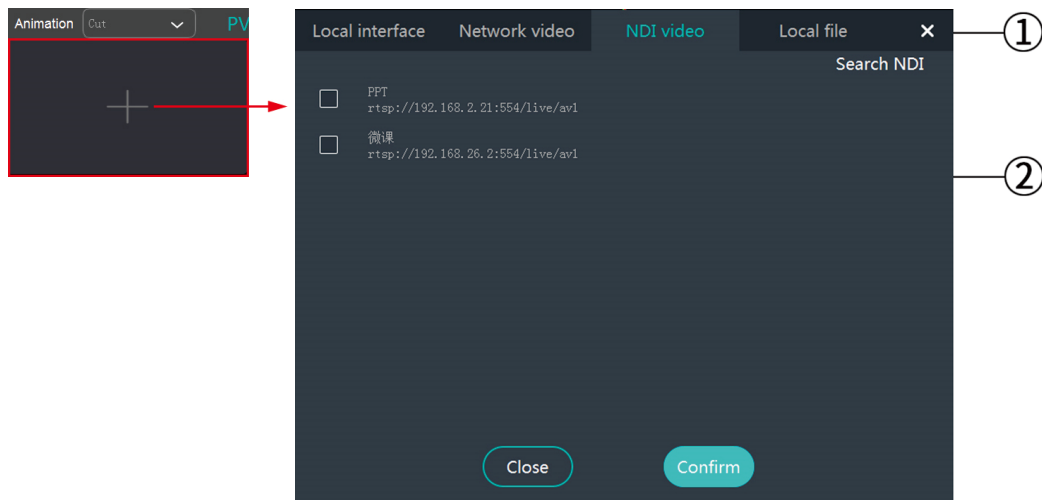 Animation Cut PV
Local interface Network video NDI video Local file ×
①
Search NDI
PPT
rtsp://192.168.2.21:554/live/av1
微课
rtsp://192.168.26.2:554/live/av1
②
Close Confirm